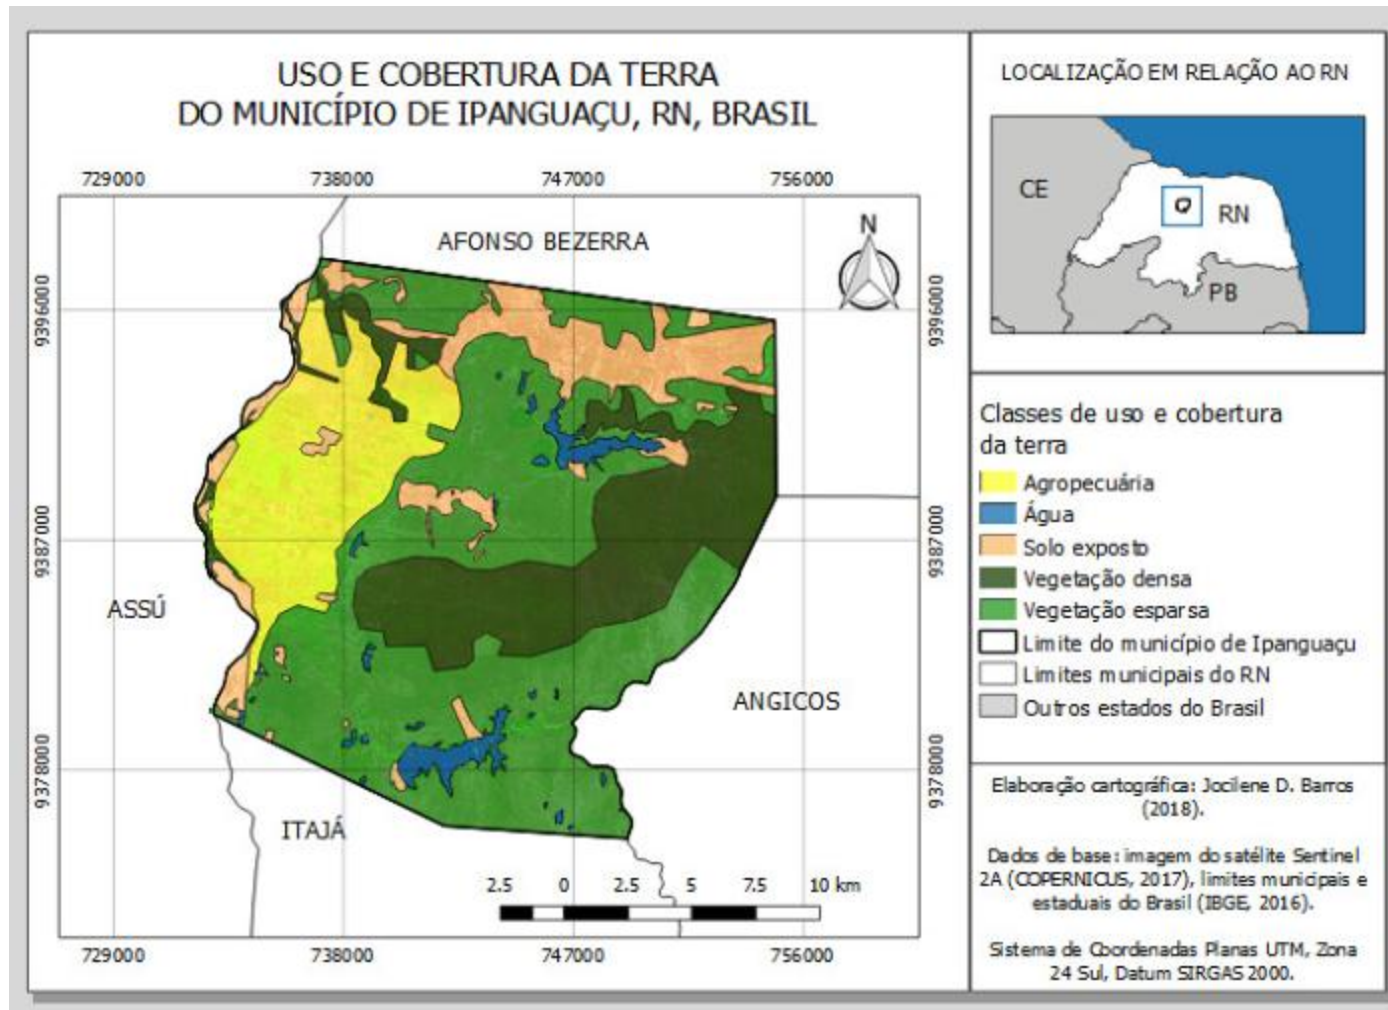 USO E COBERTURA DA TERRA
DO MUNICÍPIO DE IPANGUAÇU, RN, BRASIL
729000 738000 747000 756000
AFONSO BEZERRA
N
9396000 9396000
9387000 9387000
ASSÚ
ANGICOS
9378000 9378000
ITAJÁ
2.5 0 2.5 5 7.5 10 km
729000 738000 747000 756000
LOCALIZAÇÃO EM RELAÇÃO AO RN
CE
RN
PB
Classes de uso e cobertura
da terra
Agropecuária
Água
Solo exposto
Vegetação densa
Vegetação esparsa
Limite do município de Ipanguaçu
Limites municipais do RN
Outros estados do Brasil
Elaboração cartográfica: Jocilene D. Barros
(2018).
Dados de base: imagem do satélite Sentinel
2A (COPERNICUS, 2017), limites municipais e
estaduais do Brasil (IBGE, 2016).
Sistema de Coordenadas Planas UTM, Zona
24 Sul, Datum SIRGAS 2000.